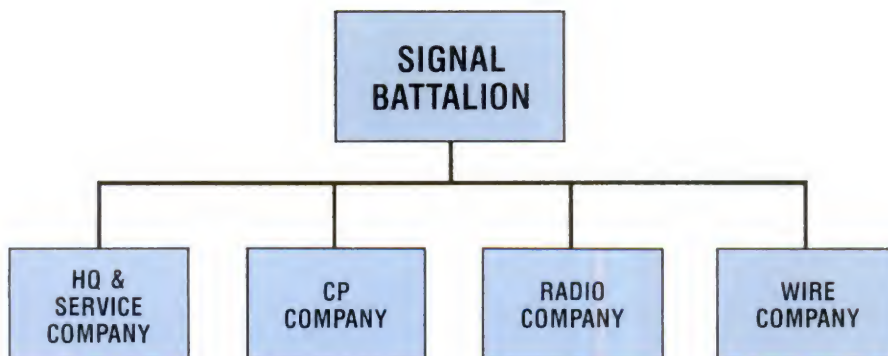 SIGNAL
BATTALION
HQ &
SERVICE
COMPANY
CP
COMPANY
RADIO
COMPANY
WIRE
COMPANY